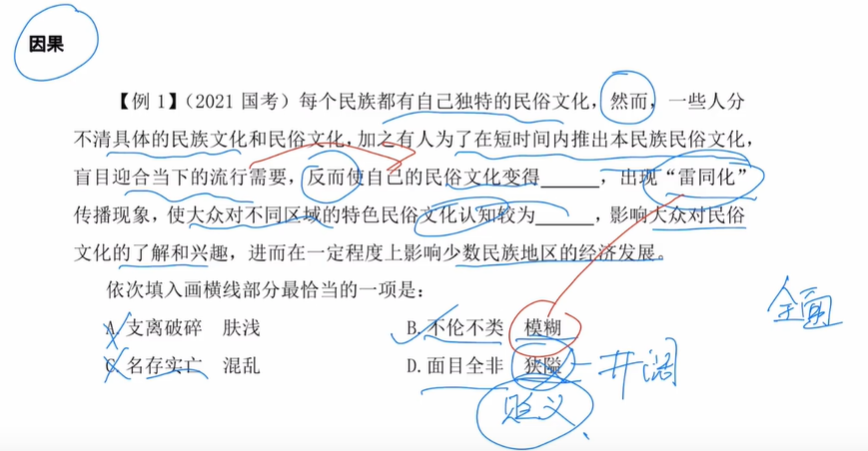 因果
【例 1】（2021 国考）每个民族都有自己独特的民俗文化，然而，一些人分
不清具体的民族文化和民俗文化，加之有人为了在短时间内推出本民族民俗文化，
盲目迎合当下的流行需要，反而使自己的民俗文化变得______，出现“雷同化”
传播现象，使大众对不同区域的特色民俗文化认知较为______，影响大众对民俗
文化的了解和兴趣，进而在一定程度上影响少数民族地区的经济发展。
依次填入画横线部分最恰当的一项是：
全面
A. 支离破碎 肤浅 B. 不伦不类 模糊
C. 名存实亡 混乱 D. 面目全非 狭隘
开阔
贬义